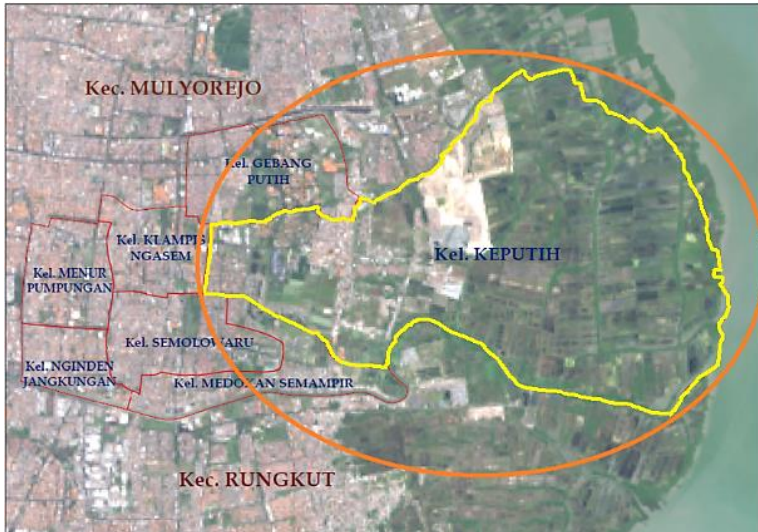 Kec. MULYOREJO
Kel. GEBANG
PUTIH
Kel. KLAMPIS
NGASEM
Kel. KEPUTIH
Kel. MENUR
PUMPUNGAN
Kel. SEMOLOWARU
Kel. NGINDEN
JANGKUNGAN
Kel. MEDOKAN SEMAMPIR
Kec. RUNGKUT